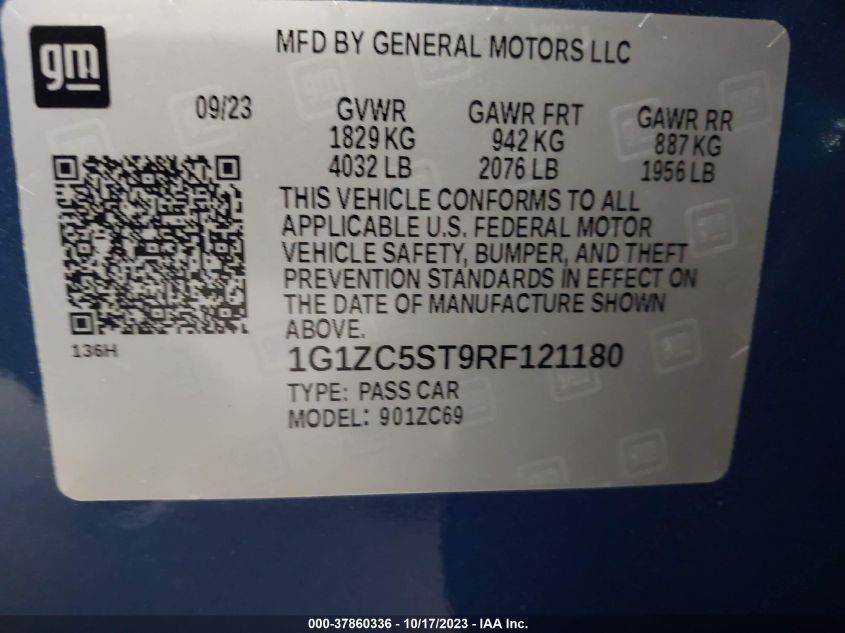 gm
MFD BY GENERAL MOTORS LLC
09/23 GVWR GAWR FRT GAWR RR
1829 KG 942 KG 887 KG
4032 LB 2076 LB 1956 LB
THIS VEHICLE CONFORMS TO ALL
APPLICABLE U.S. FEDERAL MOTOR
VEHICLE SAFETY, BUMPER, AND THEFT
PREVENTION STANDARDS IN EFFECT ON
THE DATE OF MANUFACTURE SHOWN
ABOVE.
136H
1G1ZC5ST9RF121180
TYPE: PASS CAR
MODEL: 901ZC69
000-37860336 - 10/17/2023 - IAA Inc.